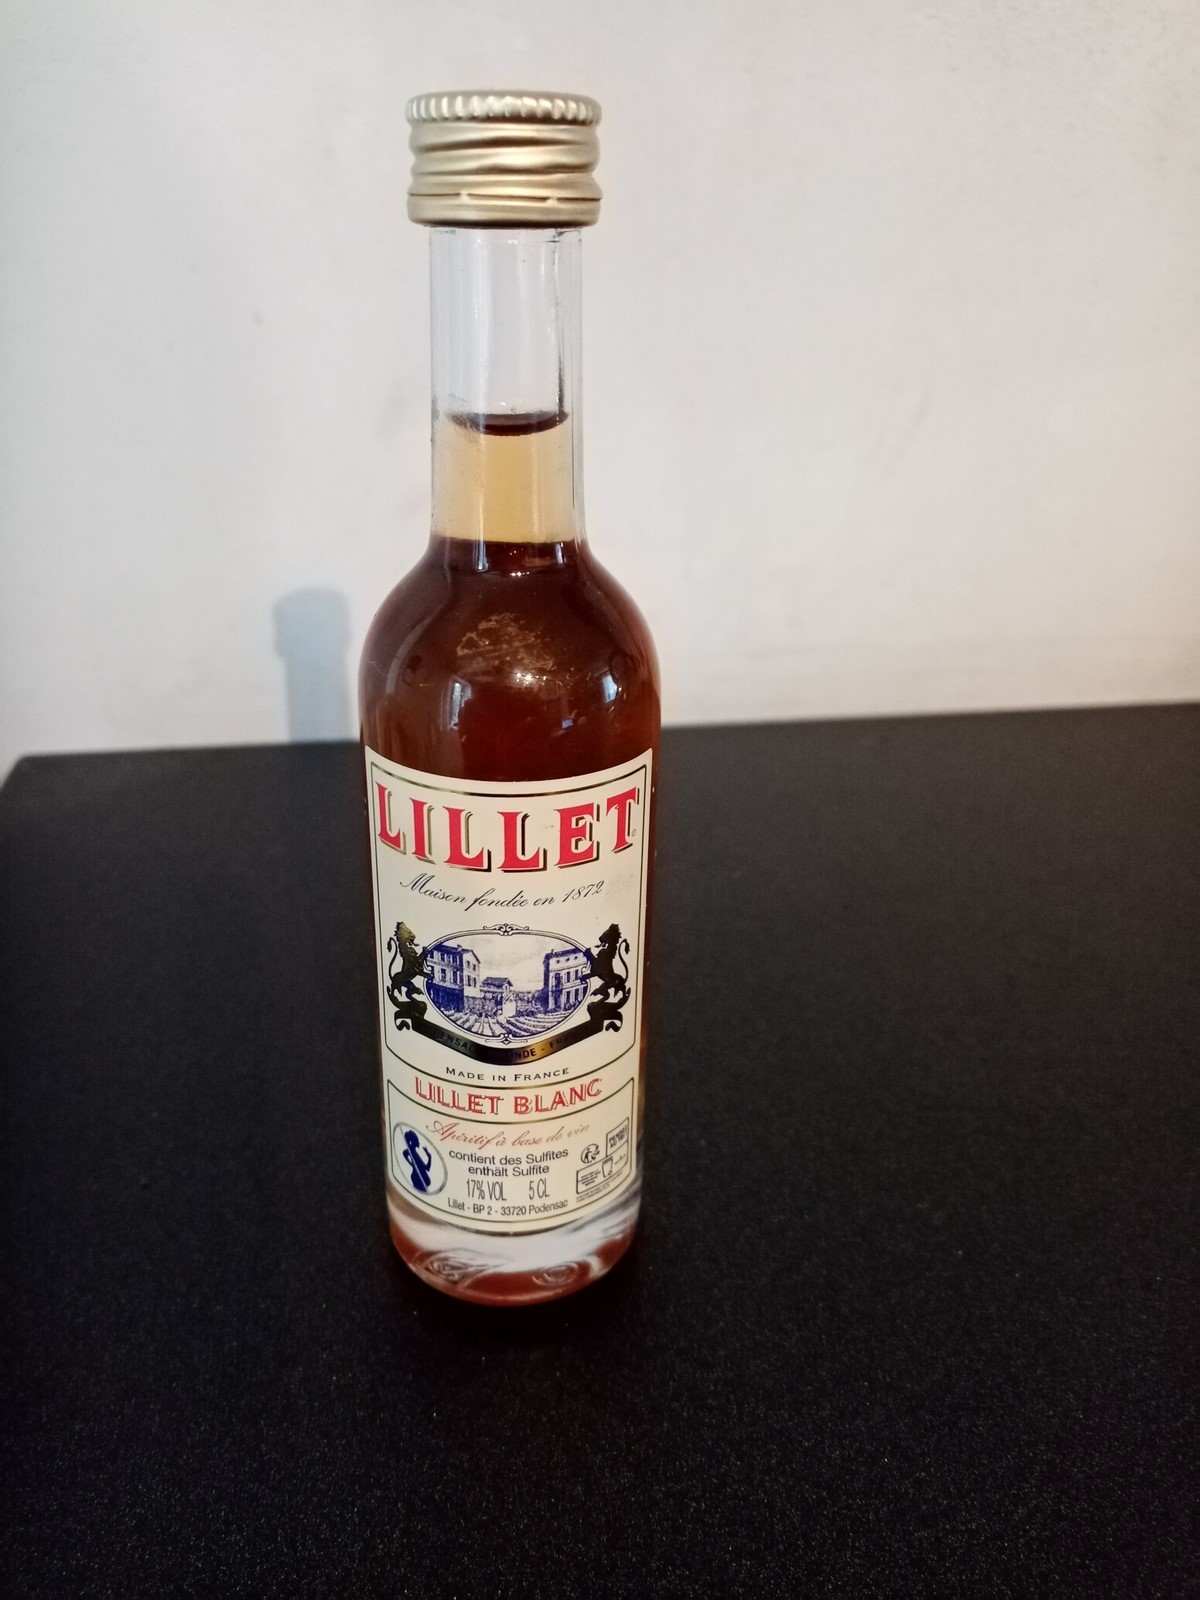 LILLET
Maison fondée en 1872
MADE IN FRANCE
LILLET BLANC
Apéritif à base de vin
contient des Sulfites
enthält Sulfite
17% VOL 5 CL
Lillet - BP 2 - 33720 Podensac